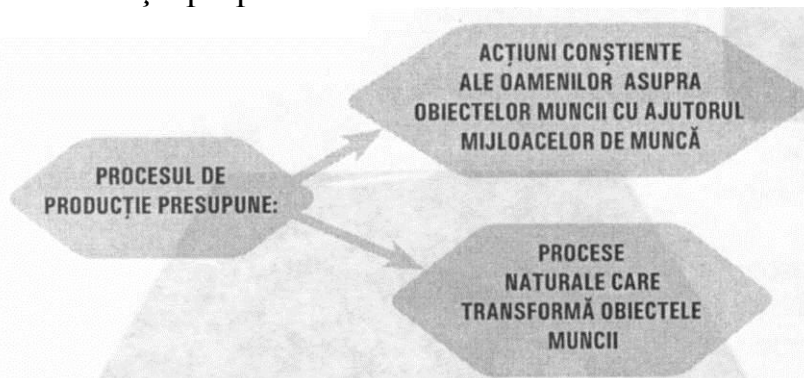 PROCESUL DE
PRODUCȚIE PRESUPUNE:
ACȚIUNI CONȘTIENTE
ALE OAMENILOR ASUPRA
OBIECTELOR MUNCII CU AJUTORUL
MIJLOACELOR DE MUNCĂ
PROCESE
NATURALE CARE
TRANSFORMĂ OBIECTELE
MUNCII